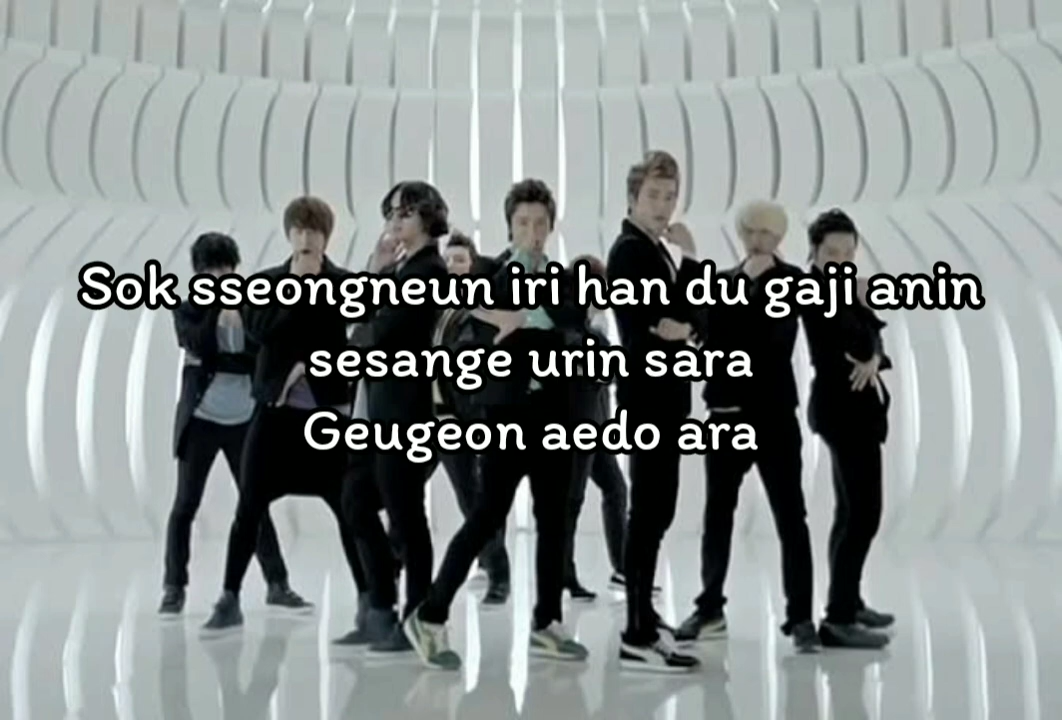 Sok sseongneun iri han du gaji anin
sesange urin sara
Geugeon aedo ara